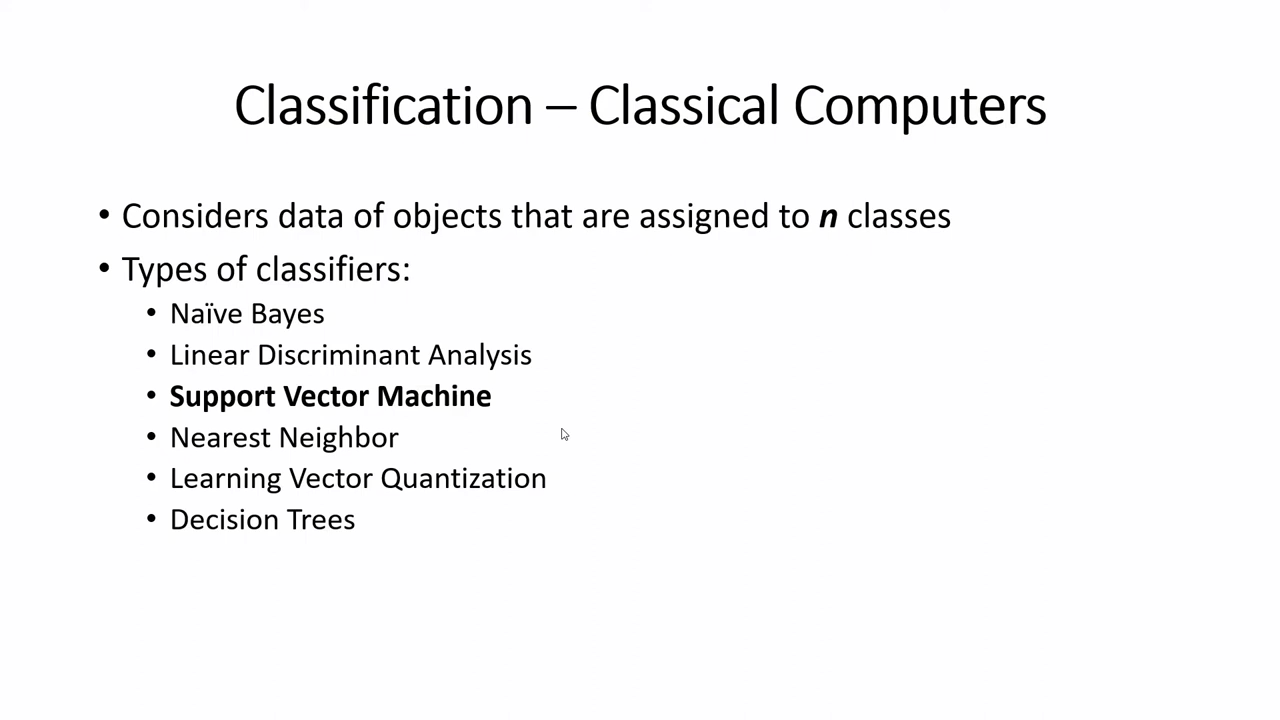 Classification – Classical Computers
• Considers data of objects that are assigned to n classes
• Types of classifiers:
• Naïve Bayes
• Linear Discriminant Analysis
• Support Vector Machine
• Nearest Neighbor
• Learning Vector Quantization
• Decision Trees